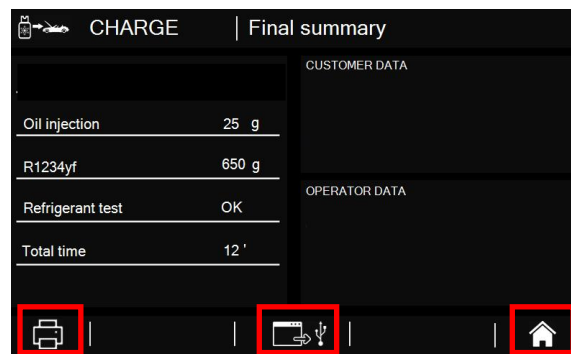 CHARGE
Final summary
CUSTOMER DATA
Oil injection 25 g
R1234yf 650 g
Refrigerant test OK
Total time 12 '
OPERATOR DATA